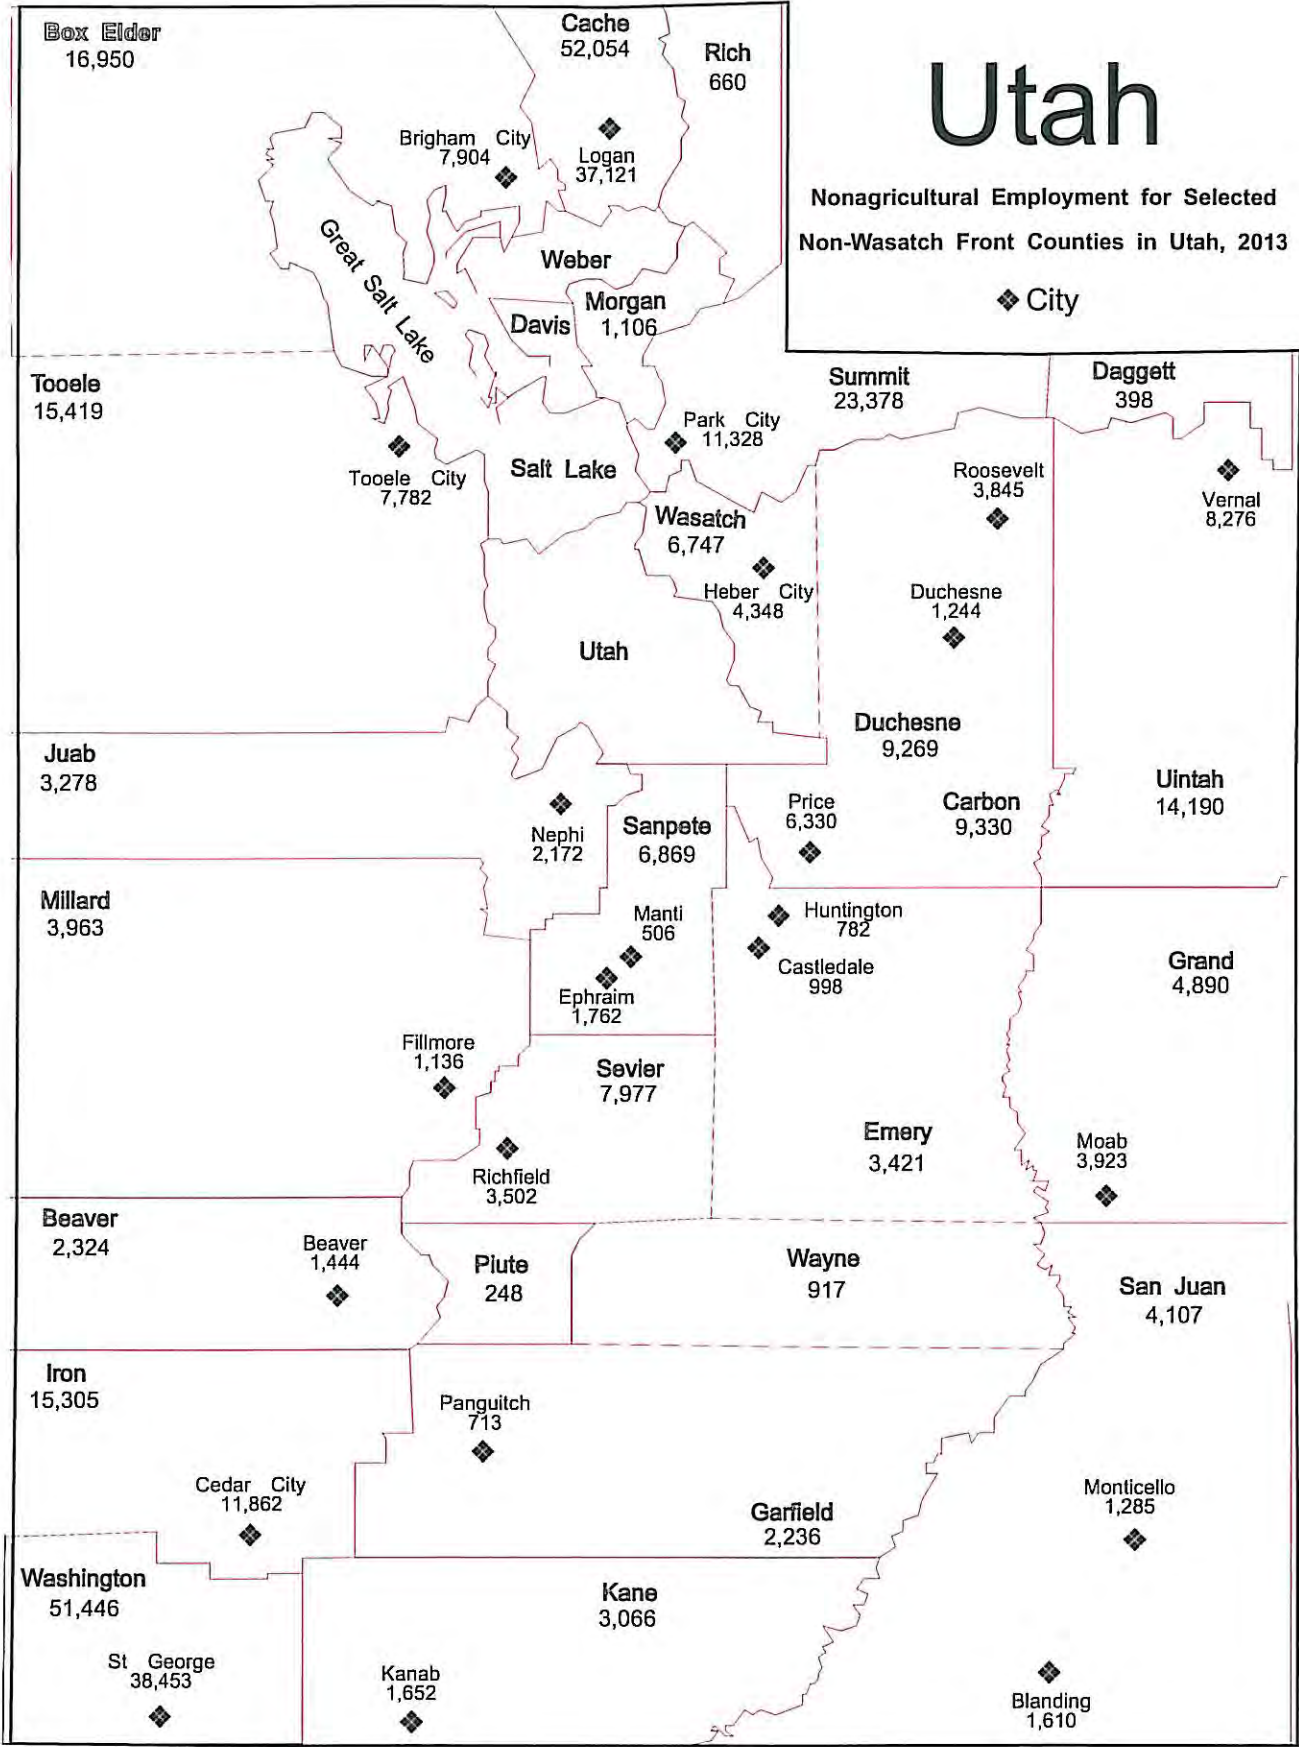 Utah
Nonagricultural Employment for Selected
Non-Wasatch Front Counties in Utah, 2013
City
Box Elder
16,950
Cache
52,054
Rich
660
Brigham City
7,904
Logan
37,121
Great Salt Lake
Weber
Morgan
1,106
Davis
Tooele
15,419
Summit
23,378
Daggett
398
Park City
11,328
Tooele City
7,782
Salt Lake
Roosevelt
3,845
Vernal
8,276
Wasatch
6,747
Heber City
4,348
Duchesne
1,244
Utah
Duchesne
9,269
Juab
3,278
Uintah
14,190
Nephi
2,172
Sanpete
6,869
Price
6,330
Carbon
9,330
Millard
3,963
Manti
506
Huntington
782
Castledale
998
Grand
4,890
Ephraim
1,762
Fillmore
1,136
Sevier
7,977
Emery
3,421
Moab
3,923
Richfield
3,502
Beaver
2,324
Beaver
1,444
Piute
248
Wayne
917
San Juan
4,107
Iron
15,305
Panguitch
713
Cedar City
11,862
Garfield
2,236
Monticello
1,285
Washington
51,446
Kane
3,066
St George
38,453
Kanab
1,652
Blanding
1,610